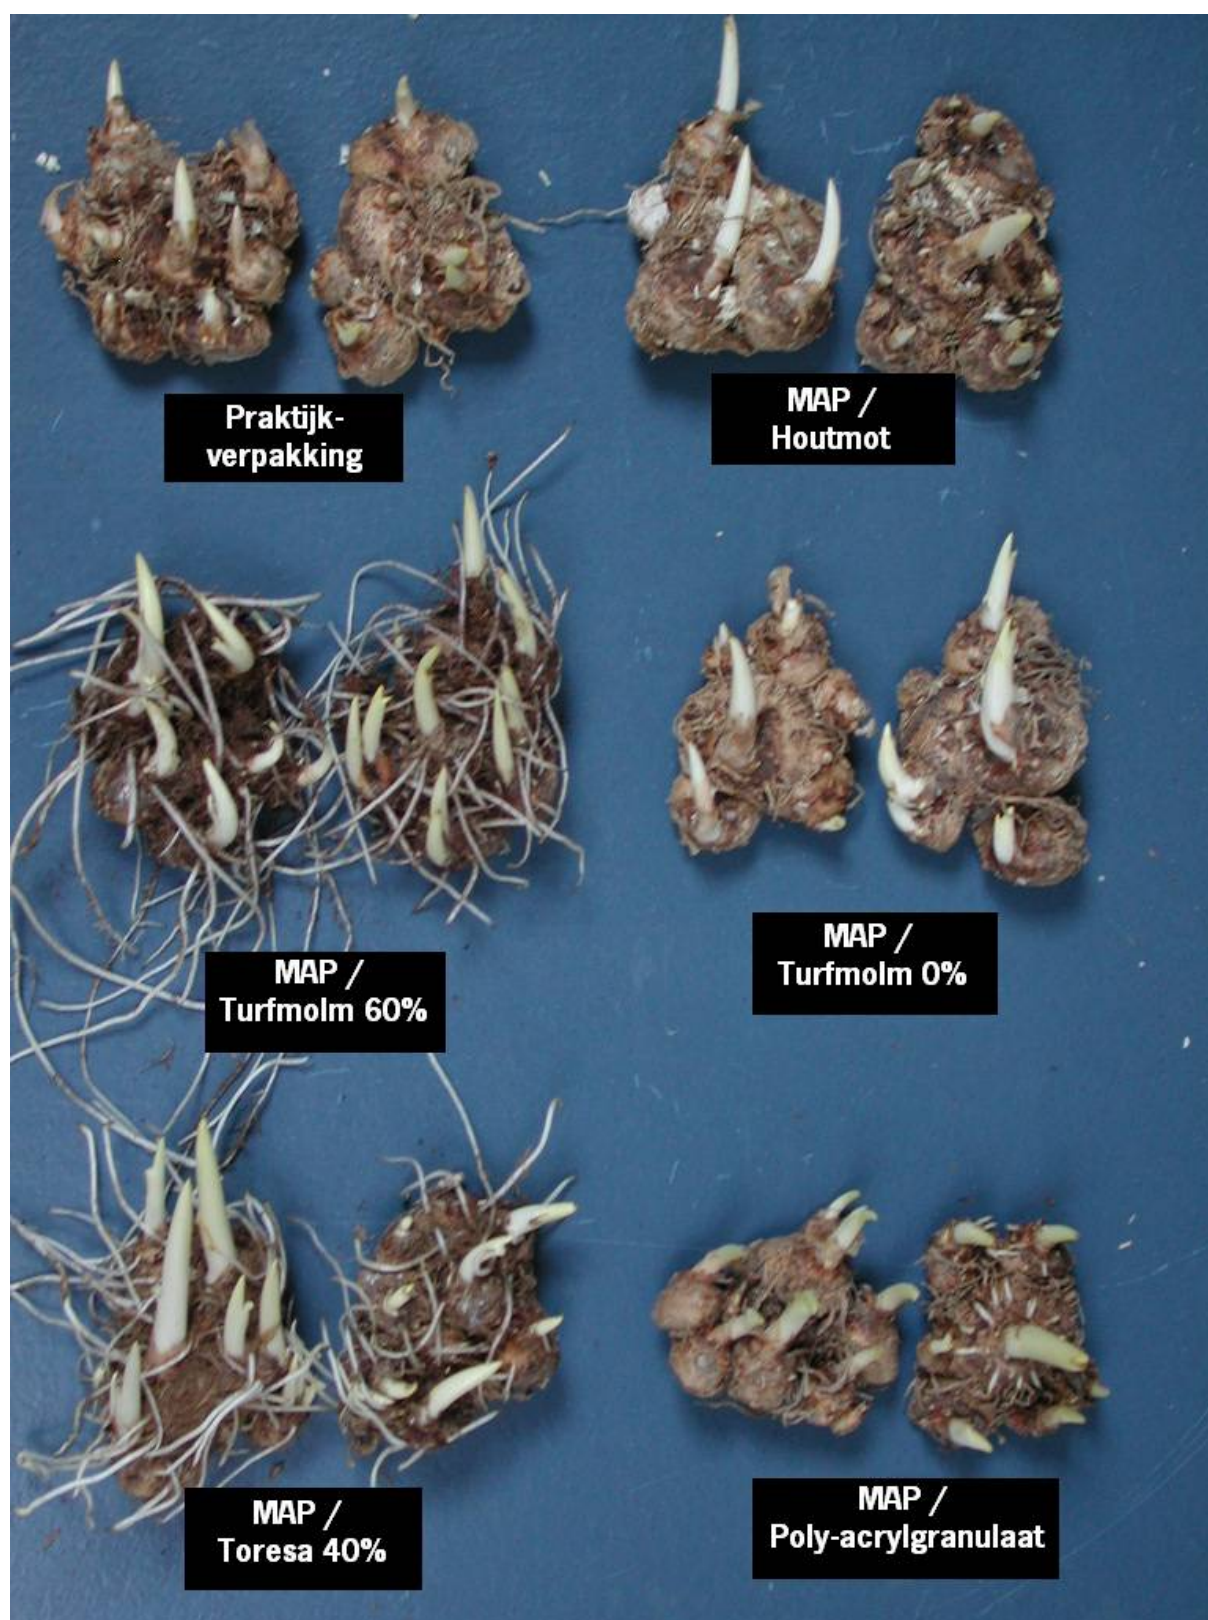 Praktijk-
verpakking
MAP /
Houtmot
MAP /
Turfmolm 60%
MAP /
Turfmolm 0%
MAP /
Toresa 40%
MAP /
Poly-acrylgranulaat